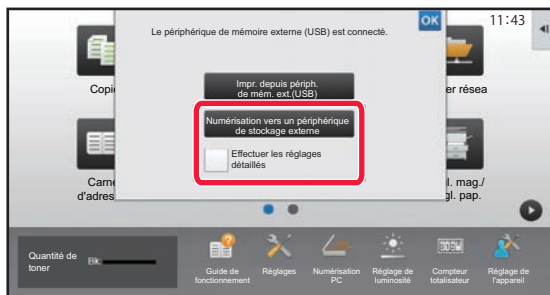 Le périphérique de mémoire externe (USB) est connecté.
OK
11:43
Impr. depuis périph.
de mém. ext.(USB)
Numérisation vers un périphérique
de stockage externe
Effectuer les réglages
détaillés
Copi
er résea
Carne
d'adres
l. mag./
gl. pap.
Quantité de
toner
Bk:
Guide de
fonctionnement
Réglages
Numérisation
PC
Réglage de
luminosité
Compteur
totalisateur
Réglage de
l'appareil